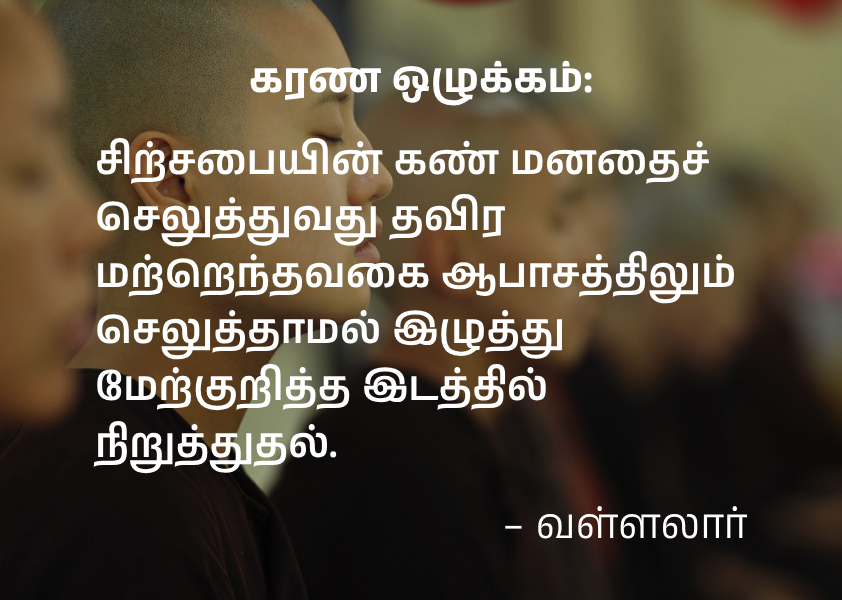 கரண ஒழுக்கம்:
சிற்சபையின் கண் மனதைச்
செலுத்துவது தவிர
மற்றெந்தவகை ஆபாசத்திலும்
செலுத்தாமல் இழுத்து
மேற்குறித்த இடத்தில்
நிறுத்துதல்.
– வள்ளலார்